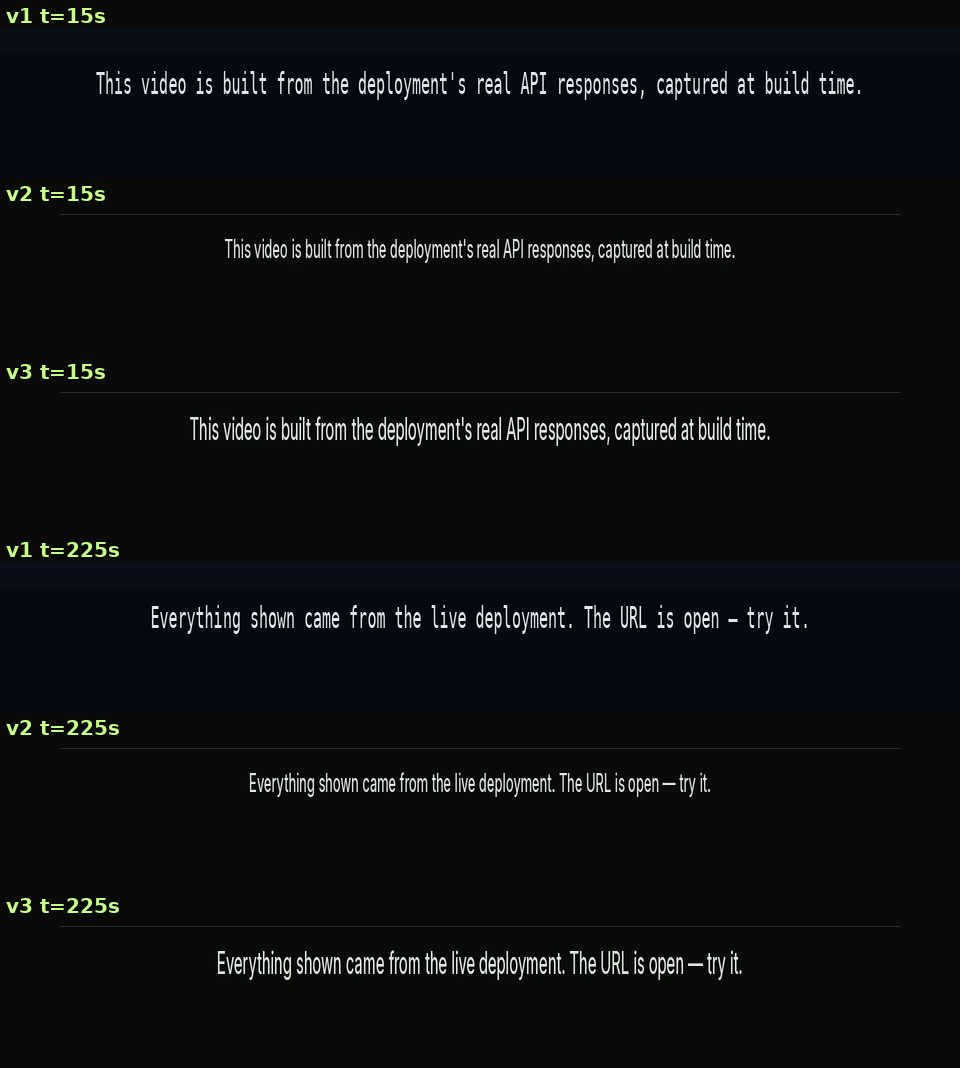 v1 t=15s
This video is built from the deployment's real API responses, captured at build time.
v2 t=15s
This video is built from the deployment's real API responses, captured at build time.
v3 t=15s
This video is built from the deployment's real API responses, captured at build time.
v1 t=225s
Everything shown came from the live deployment. The URL is open — try it.
v2 t=225s
Everything shown came from the live deployment. The URL is open — try it.
v3 t=225s
Everything shown came from the live deployment. The URL is open — try it.